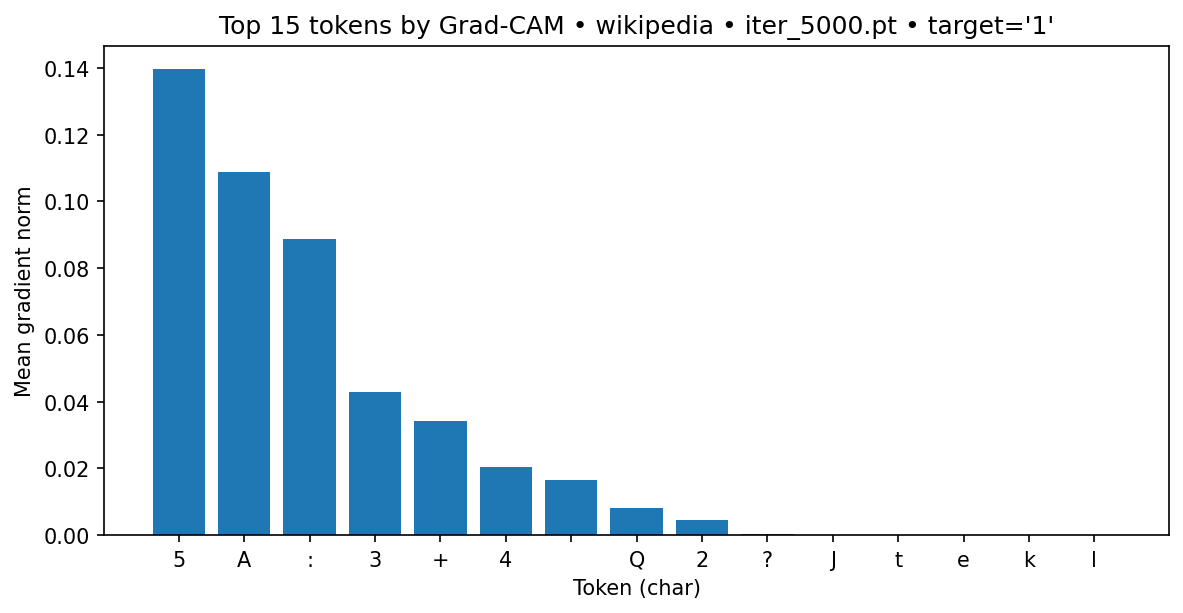 Top 15 tokens by Grad-CAM • wikipedia • iter_5000.pt • target='1'
Mean gradient norm
0.14
0.12
0.10
0.08
0.06
0.04
0.02
0.00
5 A : 3 + 4 Q 2 ? J t e k l
Token (char)